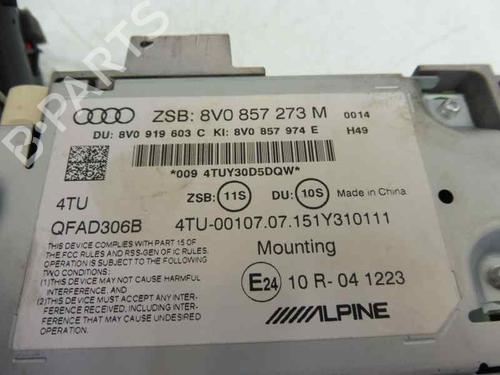 B-PARTS
ZSB: 8V0 857 273 M 0014
DU: 8V0 919 603 C KI: 8V0 857 974 E H49
*009 4TUY30D5DQW*
4TU ZSB: 11S DU: 10S Made in China
QFAD306B 4TU-00107.07.151Y310111
THIS DEVICE COMPLIES WITH PART 15 OF
THE FCC RULES AND RSS-GEN OF IC RULES.
OPERATION IS SUBJECT TO THE FOLLOWING
TWO CONDITIONS:
(1)THIS DEVICE MAY NOT CAUSE HARMFUL
INTERFERENCE, AND
(2)THIS DEVICE MUST ACCEPT ANY INTER-
FERENCE RECEIVED, INCLUDING INTER-
FERENCE THAT MAY CAUSE UNDESIRED
OPERATION.
Mounting
E24 10 R-04 1223
ALPINE